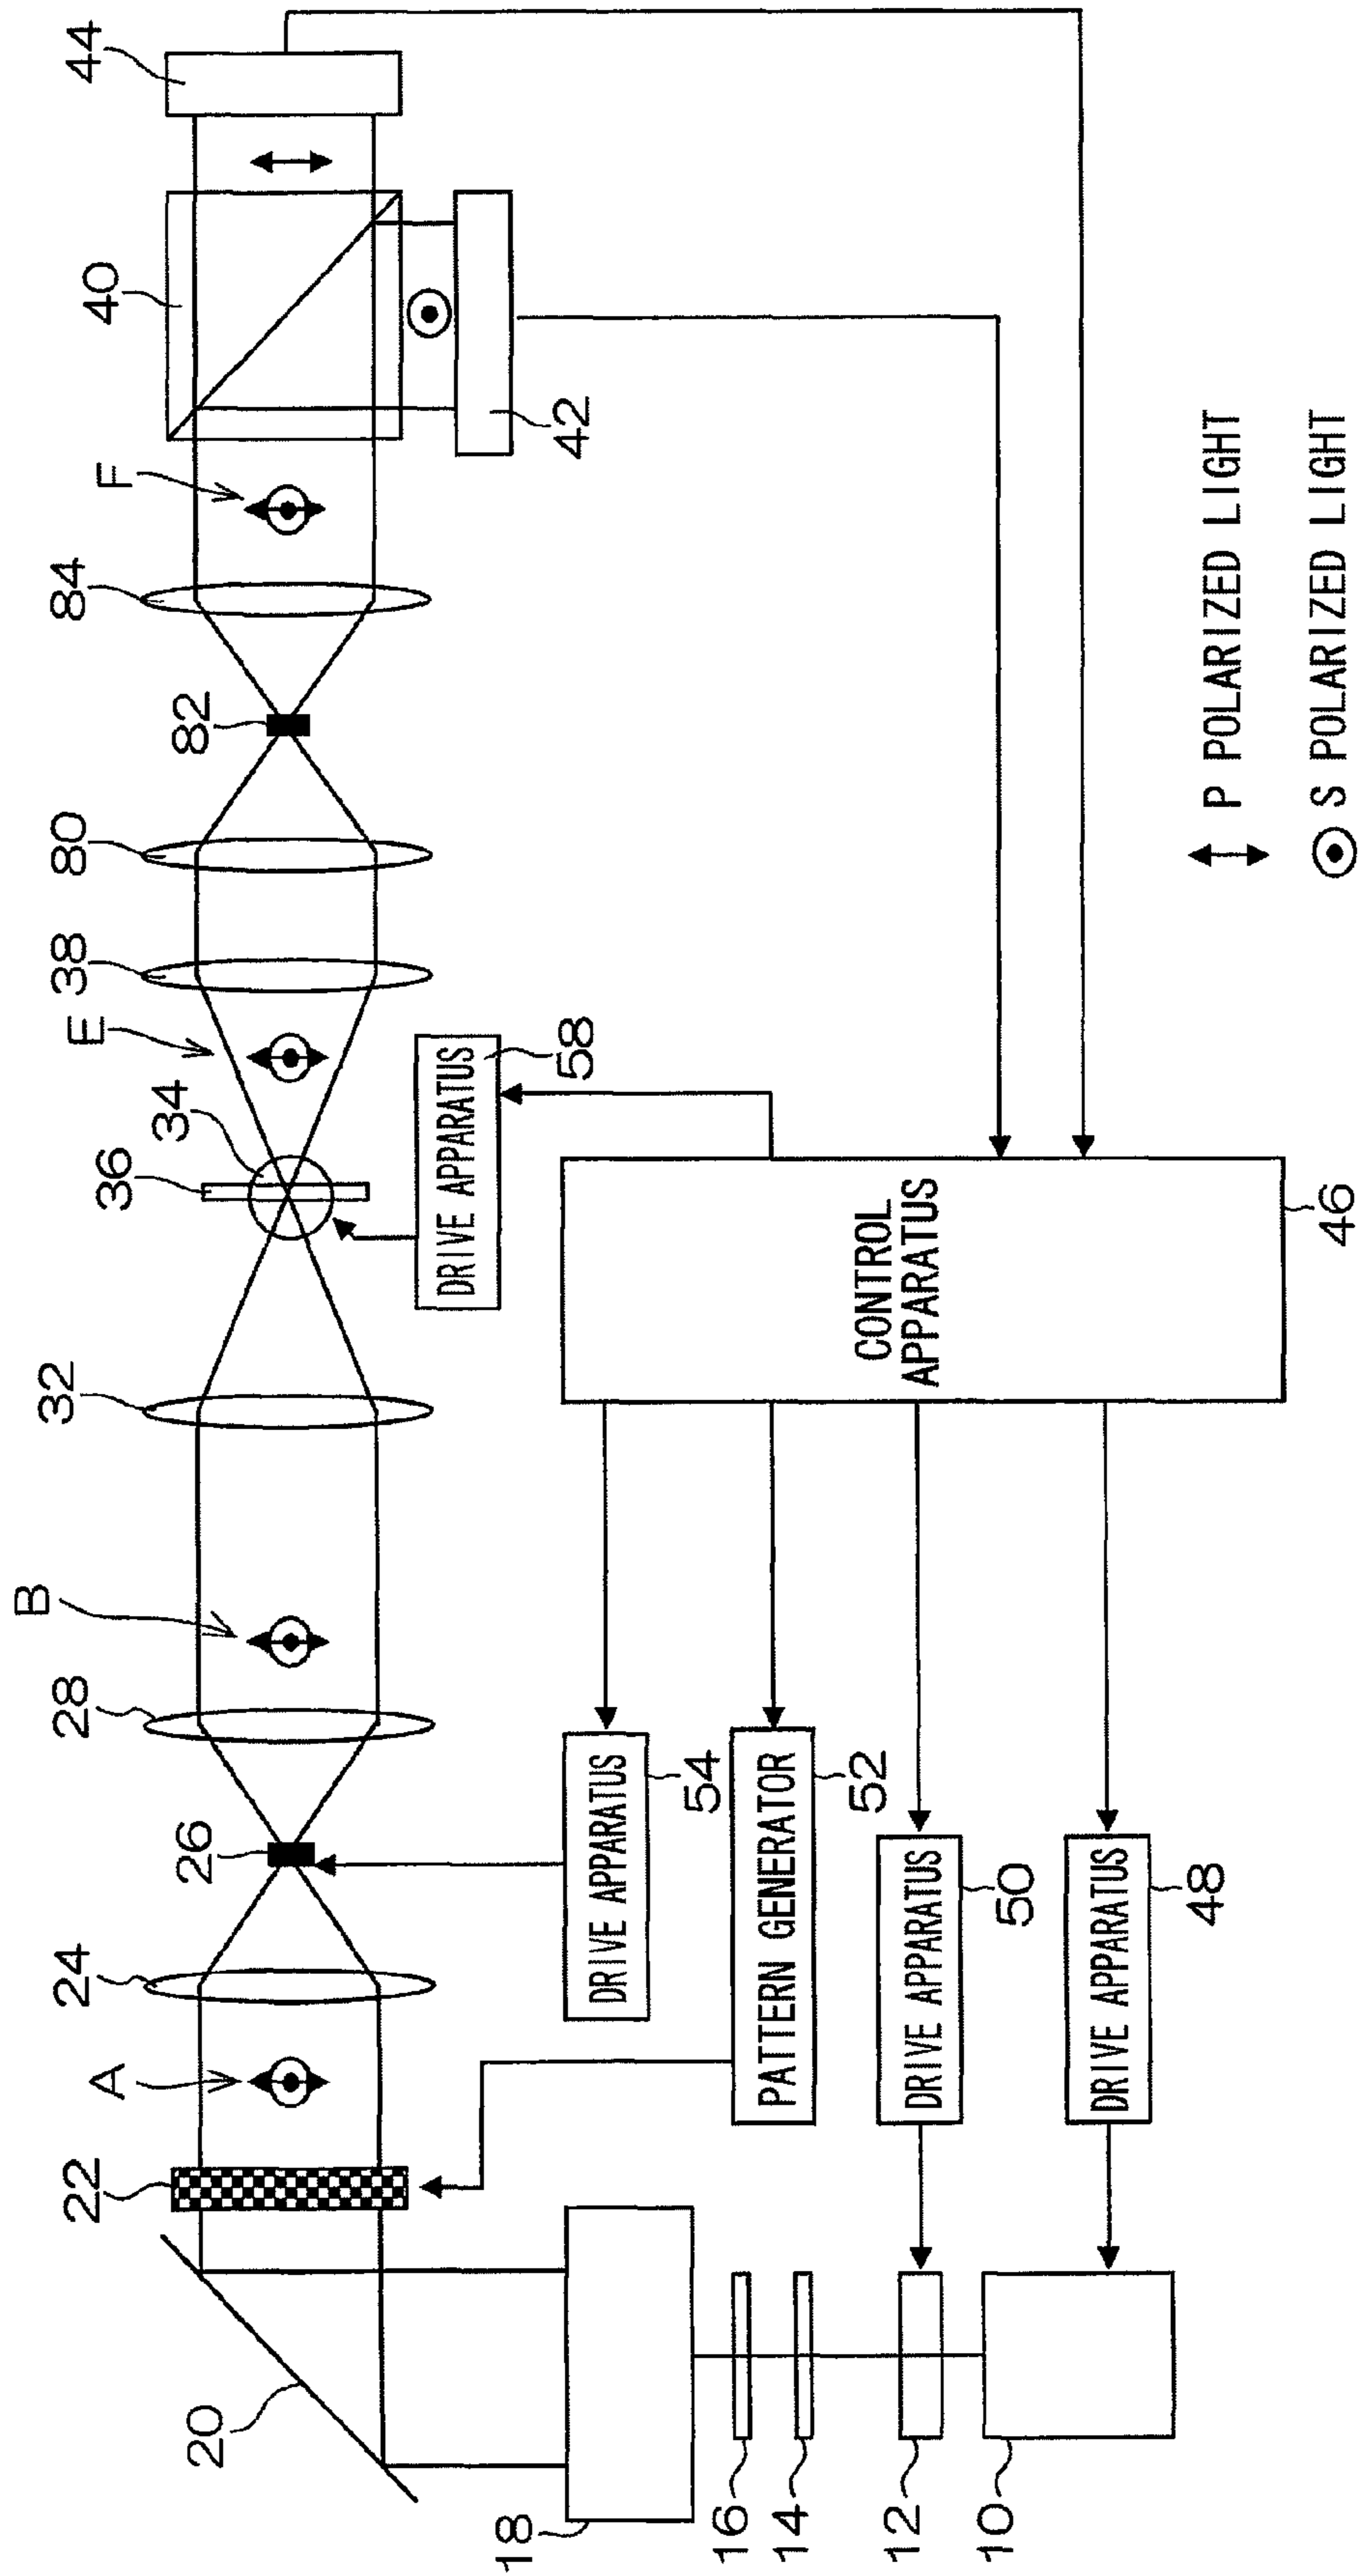 44
40
F
42
84
82
80
38
E
34
36
DRIVE APPARATUS
58
32
CONTROL
APPARATUS
46
B
28
26
DRIVE APPARATUS
54
PATTERN GENERATOR
52
24
A
DRIVE APPARATUS
50
DRIVE APPARATUS
48
22
20
18
16
14
12
10
P POLARIZED LIGHT
S POLARIZED LIGHT